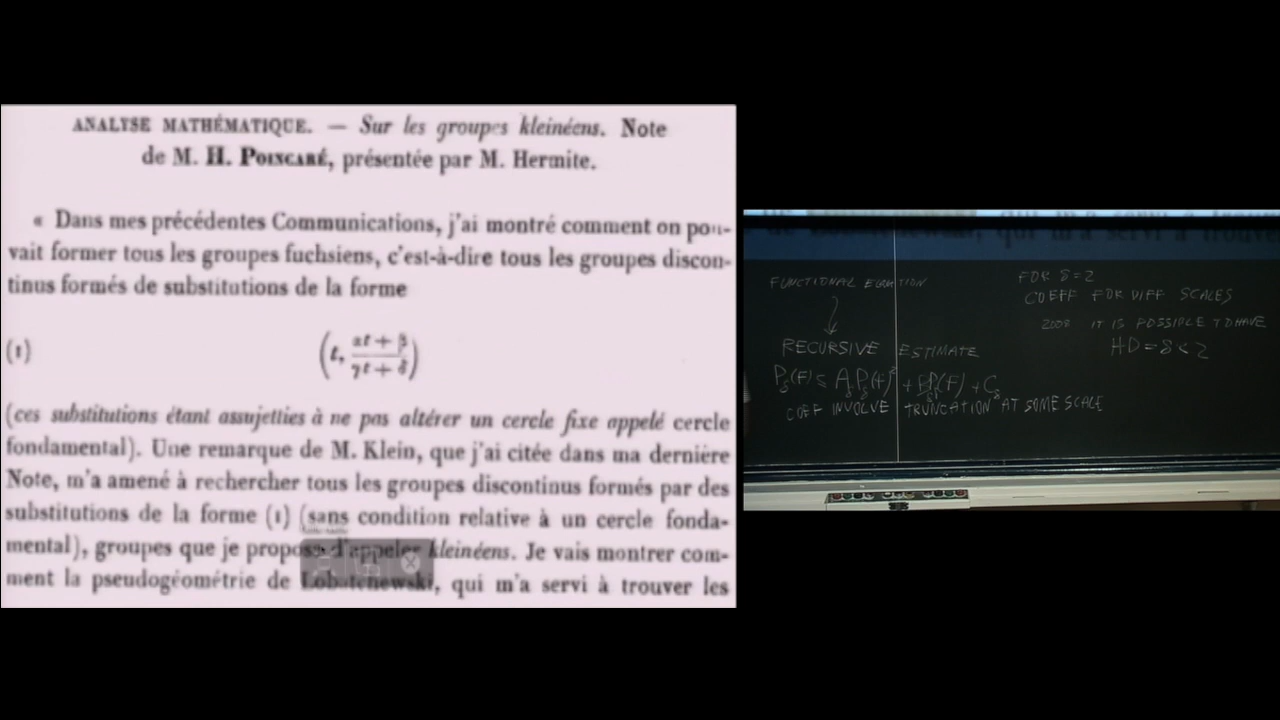 ANALYSE MATHÉMATIQUE. — Sur les groupes kleinéens. Note
de M. H. POINCARÉ, présentée par M. Hermite.
« Dans mes précédentes Communications, j'ai montré comment on pou-
vait former tous les groupes fuchsiens, c'est-à-dire tous les groupes discon-
tinus formés de substitutions de la forme
(1) (t, αt + β / γt + δ)
(ces substitutions étant assujetties à ne pas altérer un cercle fixe appelé cercle
fondamental). Une remarque de M. Klein, que j'ai citée dans ma dernière
Note, m'a amené à rechercher tous les groupes discontinus formés par des
substitutions de la forme (1) (sans condition relative à un cercle fonda-
mental), groupes que je propose d'appeler kleinéens. Je vais montrer com-
ment la pseudogéométrie de Lobatchewski, qui m'a servi à trouver les
FUNCTIONAL EQUATION
RECURSIVE ESTIMATE
COEFF INVOLVE TRUNCATION AT SOME SCALE
FOR δ=2
COEFF FOR DIFF SCALES
2008 IT IS POSSIBLE TO HAVE
HD = δ < 2